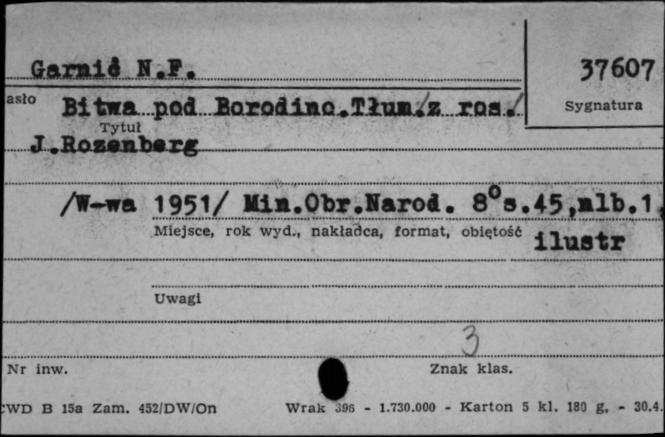 Garnić N.F.
37607
asło
Bitwa pod Borodino.Tłum/z ros./
Sygnatura
Tytuł
J.Rozenberg
/W-wa 1951/ Min.Obr.Narod. 8°s.45,nlb.1,
Miejsce, rok wyd., nakładca, format, objętość
ilustr
Uwagi
3
Nr inw.
Znak klas.
CWD B 15a Zam. 452/DW/On
Wrak 396 - 1.730.000 - Karton 5 kl. 180 g, - 30.4.